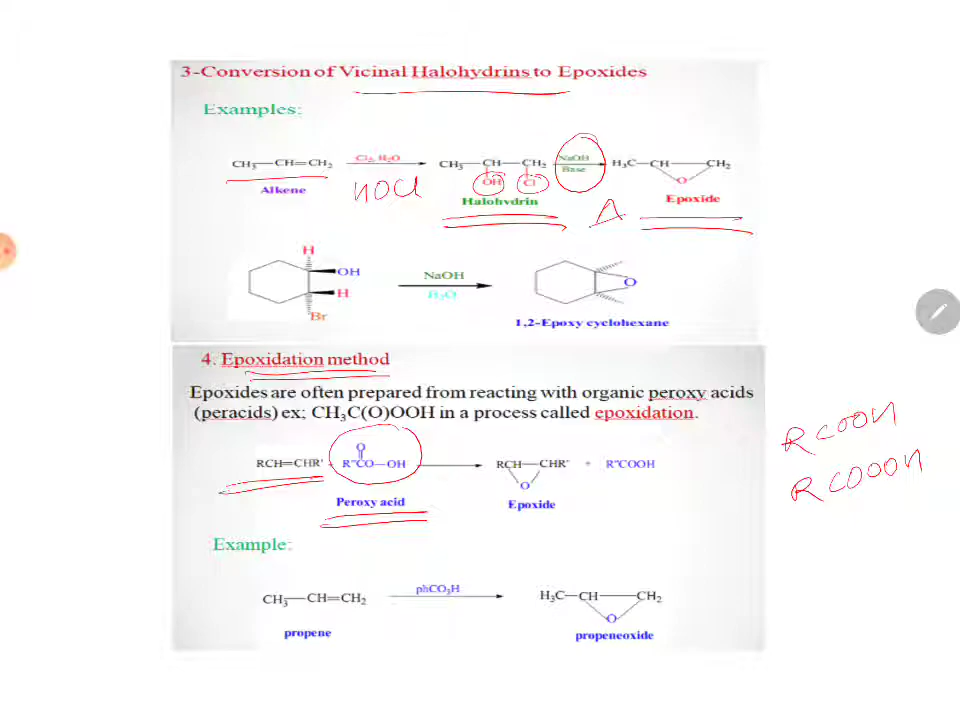 3-Conversion of Vicinal Halohydrins to Epoxides
Examples:
CH3—CH=CH2 Cl2, H2O CH3—CH—CH2 NaOH H3C—CH—CH2
Base
OH Cl O
Alkene HOCl Halohydrin Δ Epoxide
H
OH NaOH O
H H2O
Br 1,2-Epoxy cyclohexane
4. Epoxidation method
Epoxides are often prepared from reacting with organic peroxy acids
(peracids) ex; CH3C(O)OOH in a process called epoxidation.
RCOOH
O
RCH=CHR' + R"CO—OH RCH—CHR' + R"COOH
O
RCOOOH
Peroxy acid Epoxide
Example:
CH3—CH=CH2 phCO3H H3C—CH—CH2
O
propene propeneoxide